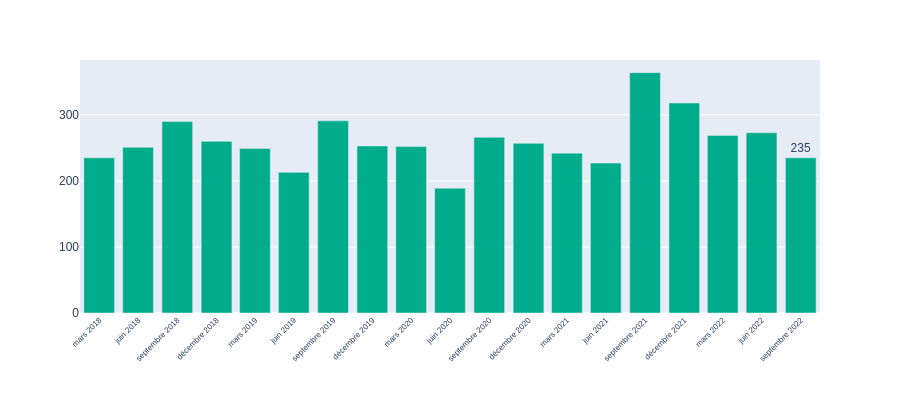 300
200
100
0
235
mars 2018
juin 2018
septembre 2018
décembre 2018
mars 2019
juin 2019
septembre 2019
décembre 2019
mars 2020
juin 2020
septembre 2020
décembre 2020
mars 2021
juin 2021
septembre 2021
décembre 2021
mars 2022
juin 2022
septembre 2022